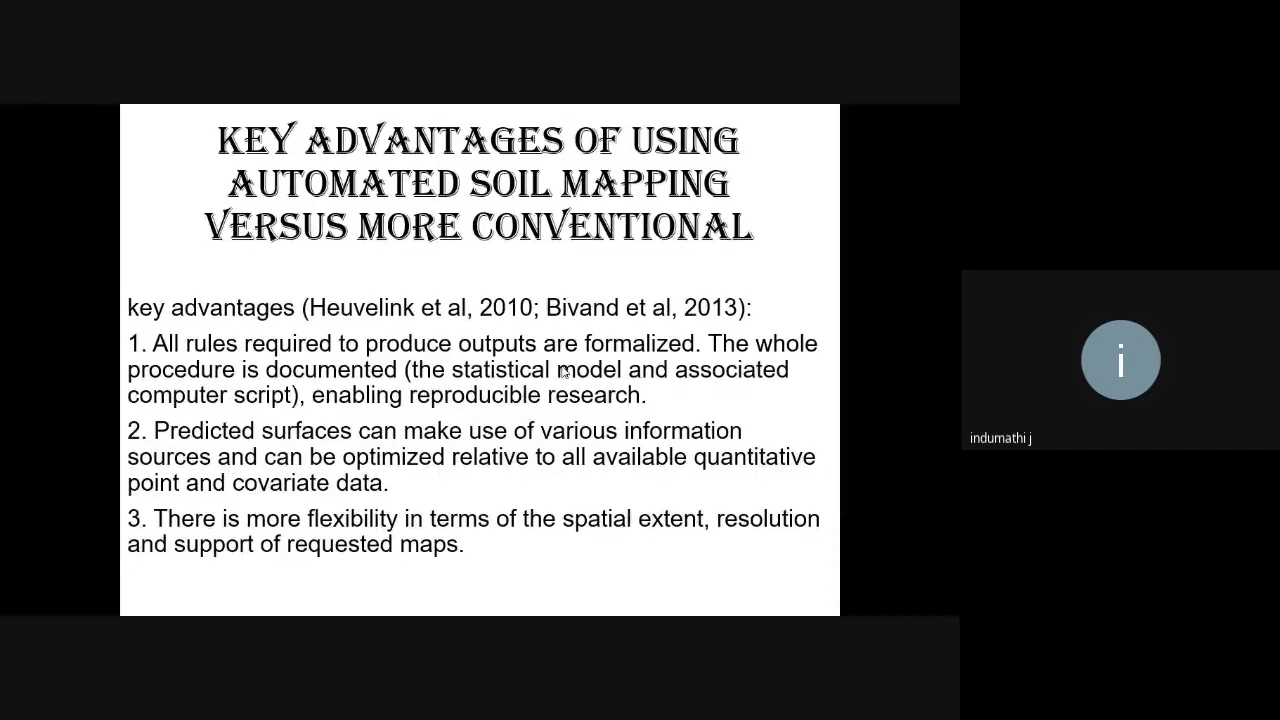 KEY ADVANTAGES OF USING
AUTOMATED SOIL MAPPING
VERSUS MORE CONVENTIONAL
key advantages (Heuvelink et al, 2010; Bivand et al, 2013):
1. All rules required to produce outputs are formalized. The whole
procedure is documented (the statistical model and associated
computer script), enabling reproducible research.
2. Predicted surfaces can make use of various information
sources and can be optimized relative to all available quantitative
point and covariate data.
3. There is more flexibility in terms of the spatial extent, resolution
and support of requested maps.
i
indumathi j